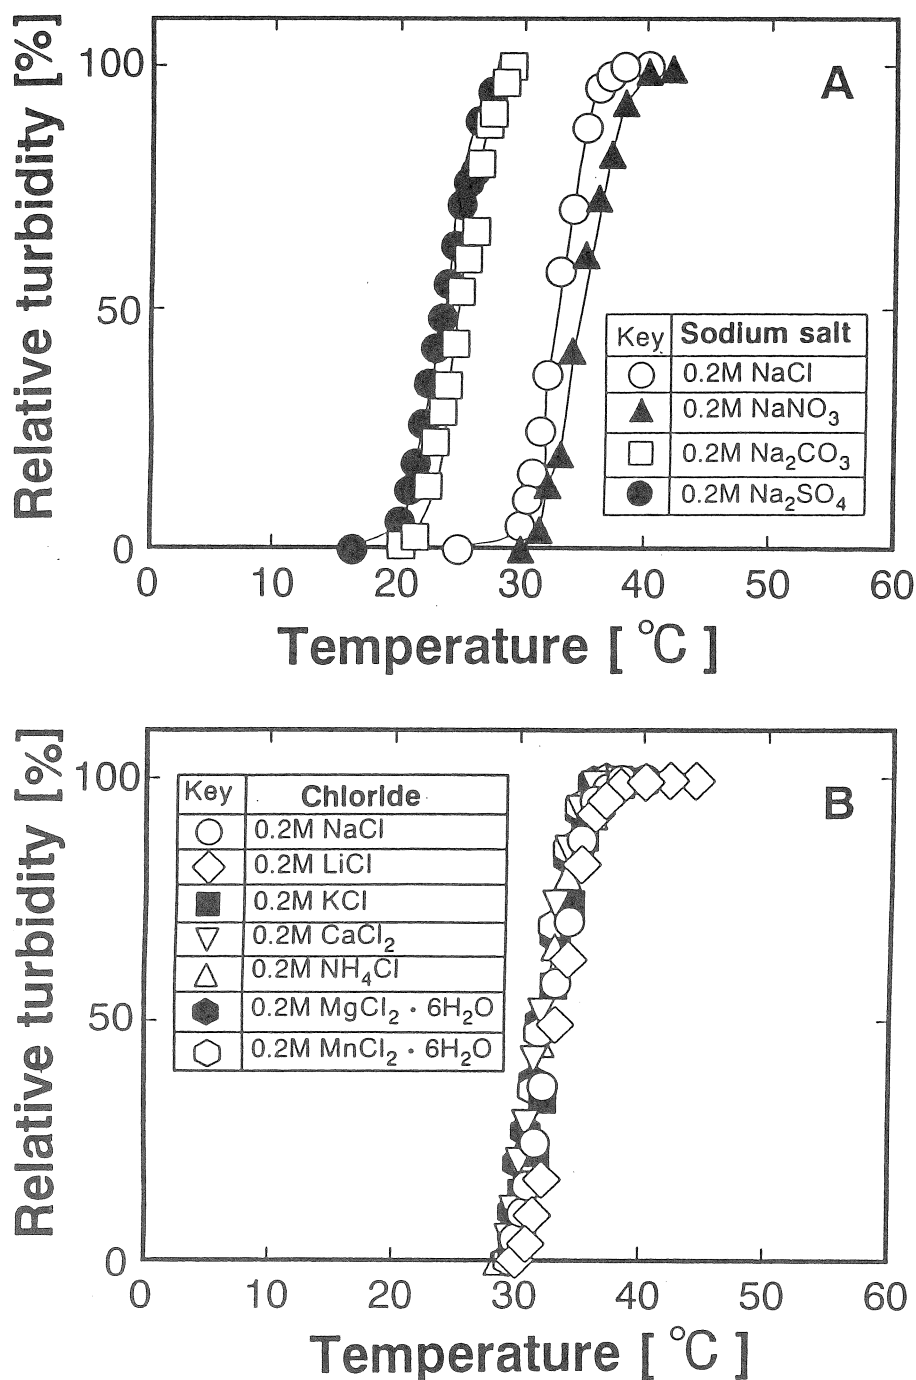 Relative turbidity [%]
100
50
0
A
Key Sodium salt
0.2M NaCl
0.2M NaNO₃
0.2M Na₂CO₃
0.2M Na₂SO₄
0 10 20 30 40 50 60
Temperature [ °C ]
Relative turbidity [%]
100
50
0
B
Key Chloride
0.2M NaCl
0.2M LiCl
0.2M KCl
0.2M CaCl₂
0.2M NH₄Cl
0.2M MgCl₂ · 6H₂O
0.2M MnCl₂ · 6H₂O
0 10 20 30 40 50 60
Temperature [ °C ]